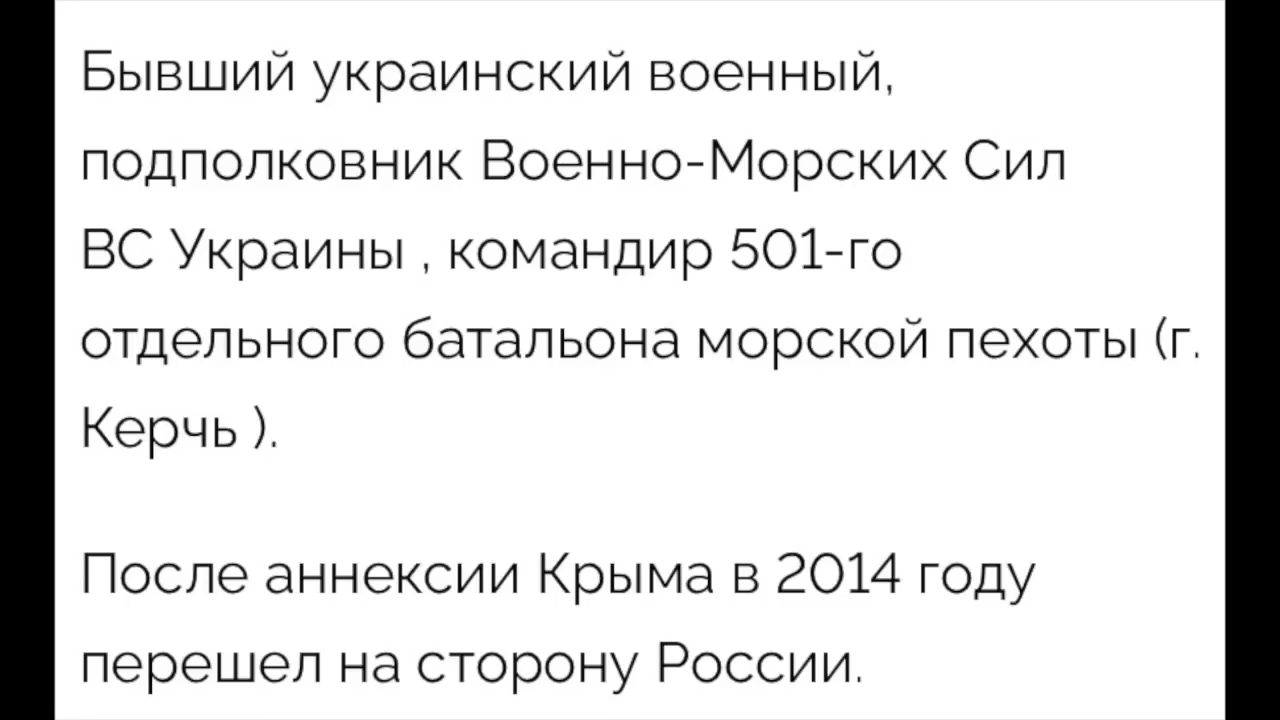 Бывший украинский военный,
подполковник Военно-Морских Сил
ВС Украины , командир 501-го
отдельного батальона морской пехоты (г.
Керчь ).
После аннексии Крыма в 2014 году
перешел на сторону России.